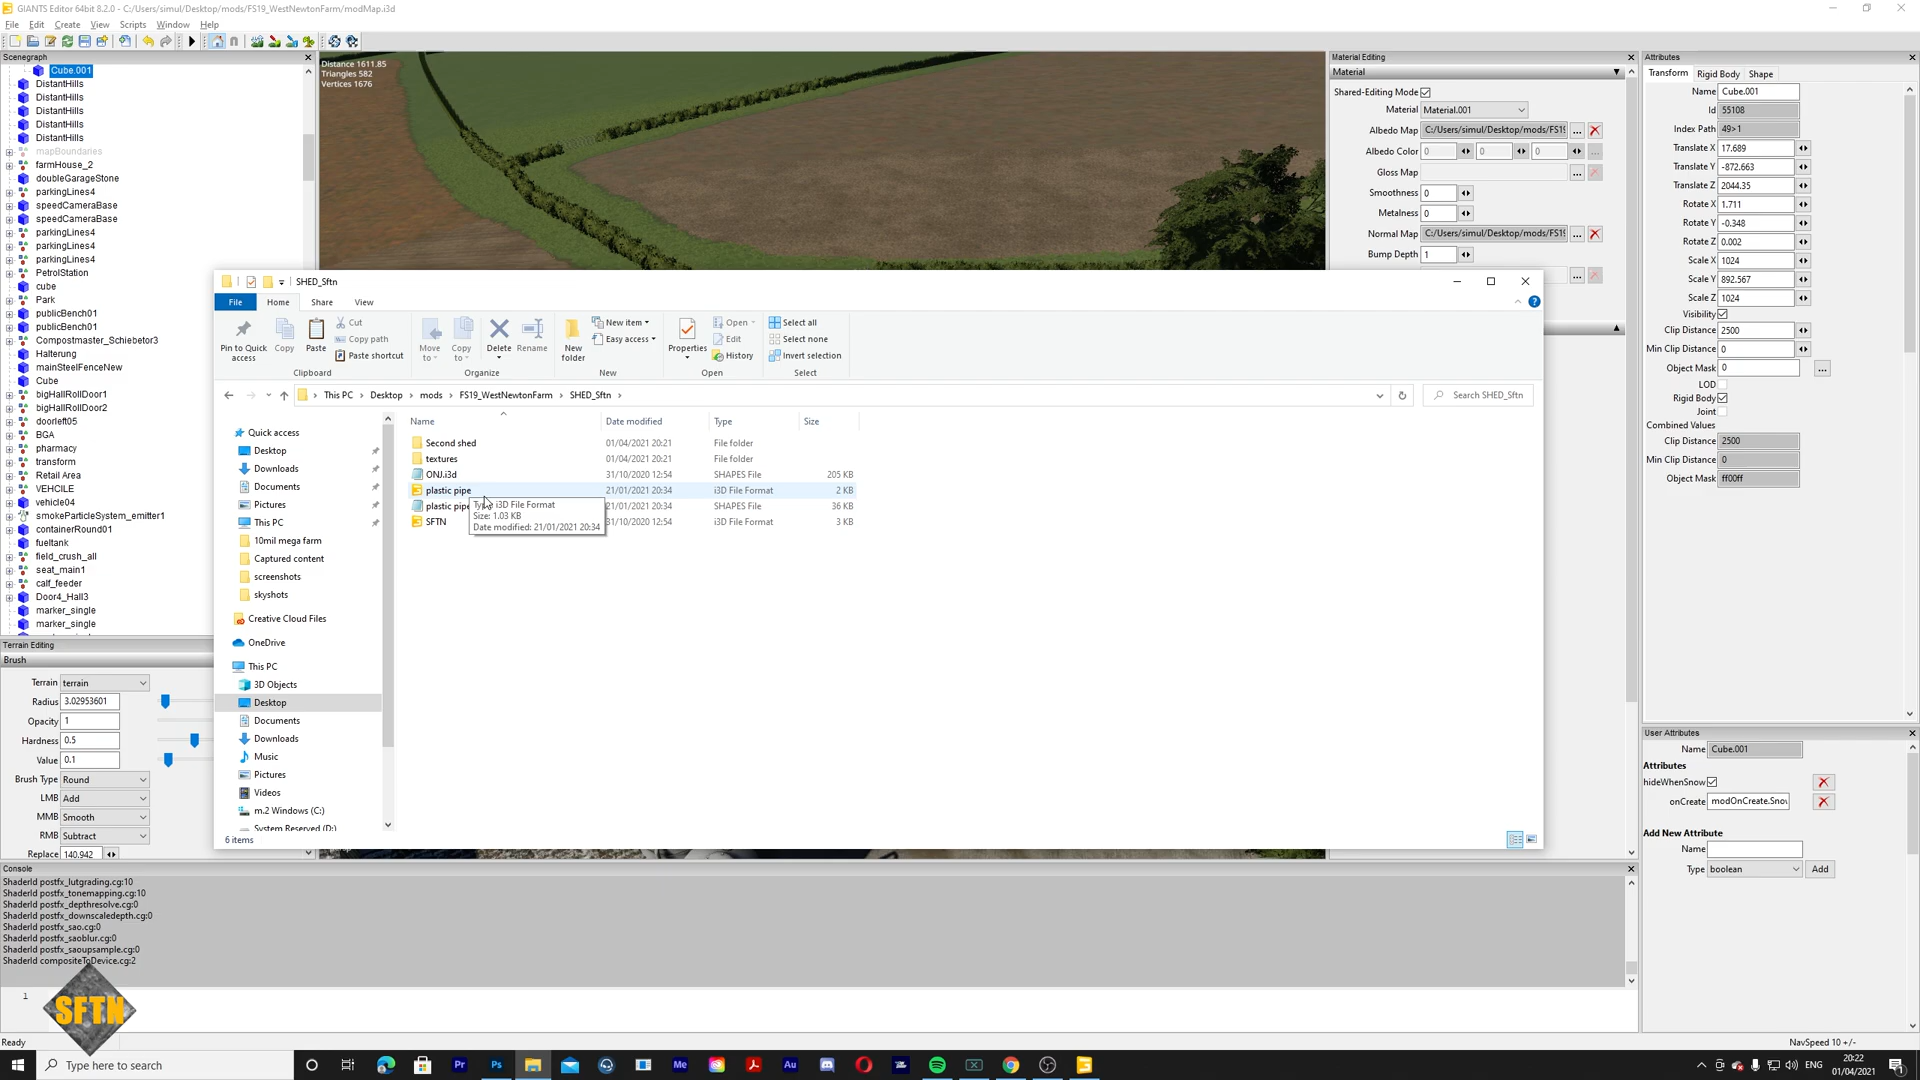 GIANTS Editor 64bit 8.2.0 - C:/Users/simul/Desktop/mods/FS19_WestNewtonFarm/modMap.i3d
File Edit Create View Scripts Window Help
Scenegraph
Cube.001
DistantHills
DistantHills
DistantHills
DistantHills
DistantHills
mapBoundaries
farmHouse_2
doubleGarageStone
parkingLines4
speedCameraBase
speedCameraBase
parkingLines4
parkingLines4
parkingLines4
PetrolStation
cube
Park
publicBench01
publicBench01
Compostmaster_Schiebetor3
Halterung
mainSteelFenceNew
Cube
bigHallRollDoor1
bigHallRollDoor2
doorleft05
BGA
pharmacy
transform
Retail Area
VEHCILE
vehicle04
smokeParticleSystem_emitter1
containerRound01
fueltank
field_crush_all
seat_main1
calf_feeder
Door4_Hall3
marker_single
marker_single
Terrain Editing
Brush
Terrain terrain
Radius 3.02953601
Opacity 1
Hardness 0.5
Value 0.1
Brush Type Round
LMB Add
MMB Smooth
RMB Subtract
Replace 140.942
Distance 1611.85
Triangles 582
Vertices 1676
SHED_Sftn
File Home Share View
Pin to Quick access
Copy
Paste
Cut
Copy path
Paste shortcut
Clipboard
Move to
Copy to
Delete
Rename
Organize
New folder
New item
Easy access
New
Properties
Open
Edit
History
Open
Select all
Select none
Invert selection
Select
This PC > Desktop > mods > FS19_WestNewtonFarm > SHED_Sftn >
Search SHED_Sftn
Quick access
Desktop
Downloads
Documents
Pictures
This PC
10mil mega farm
Captured content
screenshots
skyshots
Creative Cloud Files
OneDrive
This PC
3D Objects
Desktop
Documents
Downloads
Music
Pictures
Videos
m.2 Windows (C:)
System Reserved (D:)
Name Date modified Type Size
Second shed 01/04/2021 20:21 File folder
textures 01/04/2021 20:21 File folder
ONJ.i3d 31/10/2020 12:54 SHAPES File 205 KB
plastic pipe 21/01/2021 20:34 i3D File Format 2 KB
plastic pipe 21/01/2021 20:34 SHAPES File 36 KB
SFTN 31/10/2020 12:54 i3D File Format 3 KB
Type: i3D File Format
Size: 1.03 KB
Date modified: 21/01/2021 20:34
6 items
Material Editing
Material
Shared-Editing Mode
Material Material.001
Albedo Map C:/Users/simul/Desktop/mods/FS19
Albedo Color 0 0 0
Gloss Map
Smoothness 0
Metalness 0
Normal Map C:/Users/simul/Desktop/mods/FS19
Bump Depth 1
Attributes
Transform Rigid Body Shape
Name Cube.001
Id 55108
Index Path 49>1
Translate X 17.689
Translate Y -872.663
Translate Z 2044.35
Rotate X 1.711
Rotate Y -0.348
Rotate Z 0.002
Scale X 1024
Scale Y 892.567
Scale Z 1024
Visibility
Clip Distance 2500
Min Clip Distance 0
Object Mask 0
LOD
Rigid Body
Joint
Combined Values
Clip Distance 2500
Min Clip Distance 0
Object Mask ff00ff
User Attributes
Name Cube.001
Attributes
hideWhenSnow
onCreate modOnCreate.Snow
Add New Attribute
Name
Type boolean Add
Console
ShaderId postfx_lutgrading.cg:10
ShaderId postfx_tonemapping.cg:10
ShaderId postfx_depthresolve.cg:0
ShaderId postfx_downscaledepth.cg:0
ShaderId postfx_sao.cg:0
ShaderId postfx_saoblur.cg:0
ShaderId postfx_saoupsample.cg:0
ShaderId compositeToDevice.cg:2
1
SFTN
Ready
NavSpeed 10 +/-
Type here to search
Pr Ps Me Au
ENG
20:22
01/04/2021